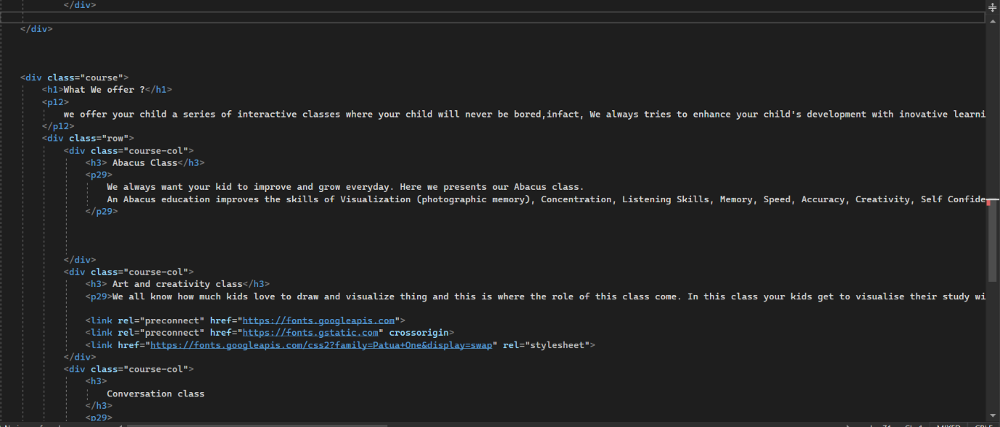 </div>
</div>
<div class="course">
<h1>What We offer ?</h1>
<p12>
we offer your child a series of interactive classes where your child will never be bored,infact, We always tries to enhance your child's development with inovative learni
</p12>
<div class="row">
<div class="course-col">
<h3> Abacus Class</h3>
<p29>
We always want your kid to improve and grow everyday. Here we presents our Abacus class.
An Abacus education improves the skills of Visualization (photographic memory), Concentration, Listening Skills, Memory, Speed, Accuracy, Creativity, Self Confide
</p29>
</div>
<div class="course-col">
<h3> Art and creativity class</h3>
<p29>We all know how much kids love to draw and visualize thing and this is where the role of this class come. In this class your kids get to visualise their study wi
<link rel="preconnect" href="https://fonts.googleapis.com">
<link rel="preconnect" href="https://fonts.gstatic.com" crossorigin>
<link href="https://fonts.googleapis.com/css2?family=Patua+One&display=swap" rel="stylesheet">
</div>
<div class="course-col">
<h3>
Conversation class
</h3>
<p29>